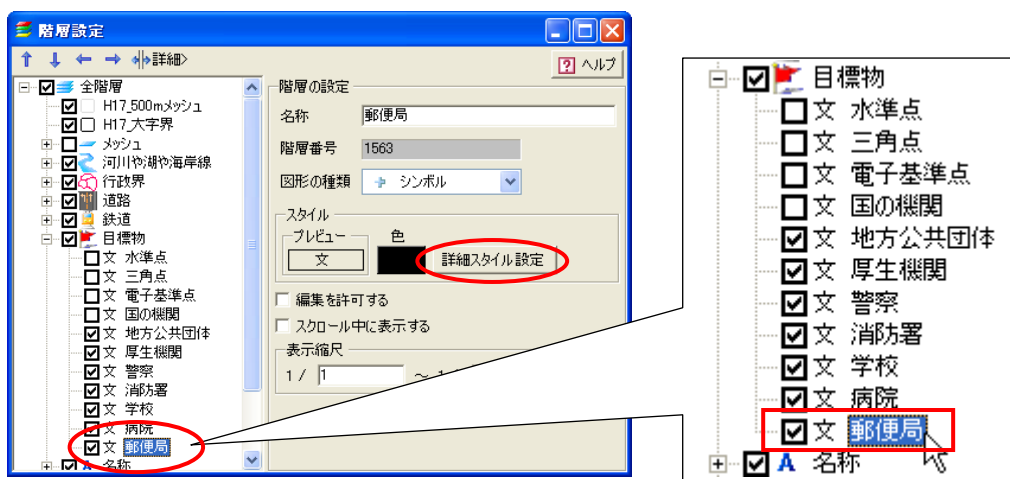 階層設定
詳細>
? ヘルプ
全階層
H17_500mメッシュ
H17_大字界
メッシュ
河川や湖や海岸線
行政界
道路
鉄道
目標物
文 水準点
文 三角点
文 電子基準点
文 国の機関
文 地方公共団体
文 厚生機関
文 警察
文 消防署
文 学校
文 病院
文 郵便局
A 名称
階層の設定
名称 郵便局
階層番号 1563
図形の種類 シンボル
スタイル
プレビュー 色
文 詳細スタイル設定
編集を許可する
スクロール中に表示する
表示縮尺
1 / 1 ~
目標物
文 水準点
文 三角点
文 電子基準点
文 国の機関
文 地方公共団体
文 厚生機関
文 警察
文 消防署
文 学校
文 病院
文 郵便局
A 名称